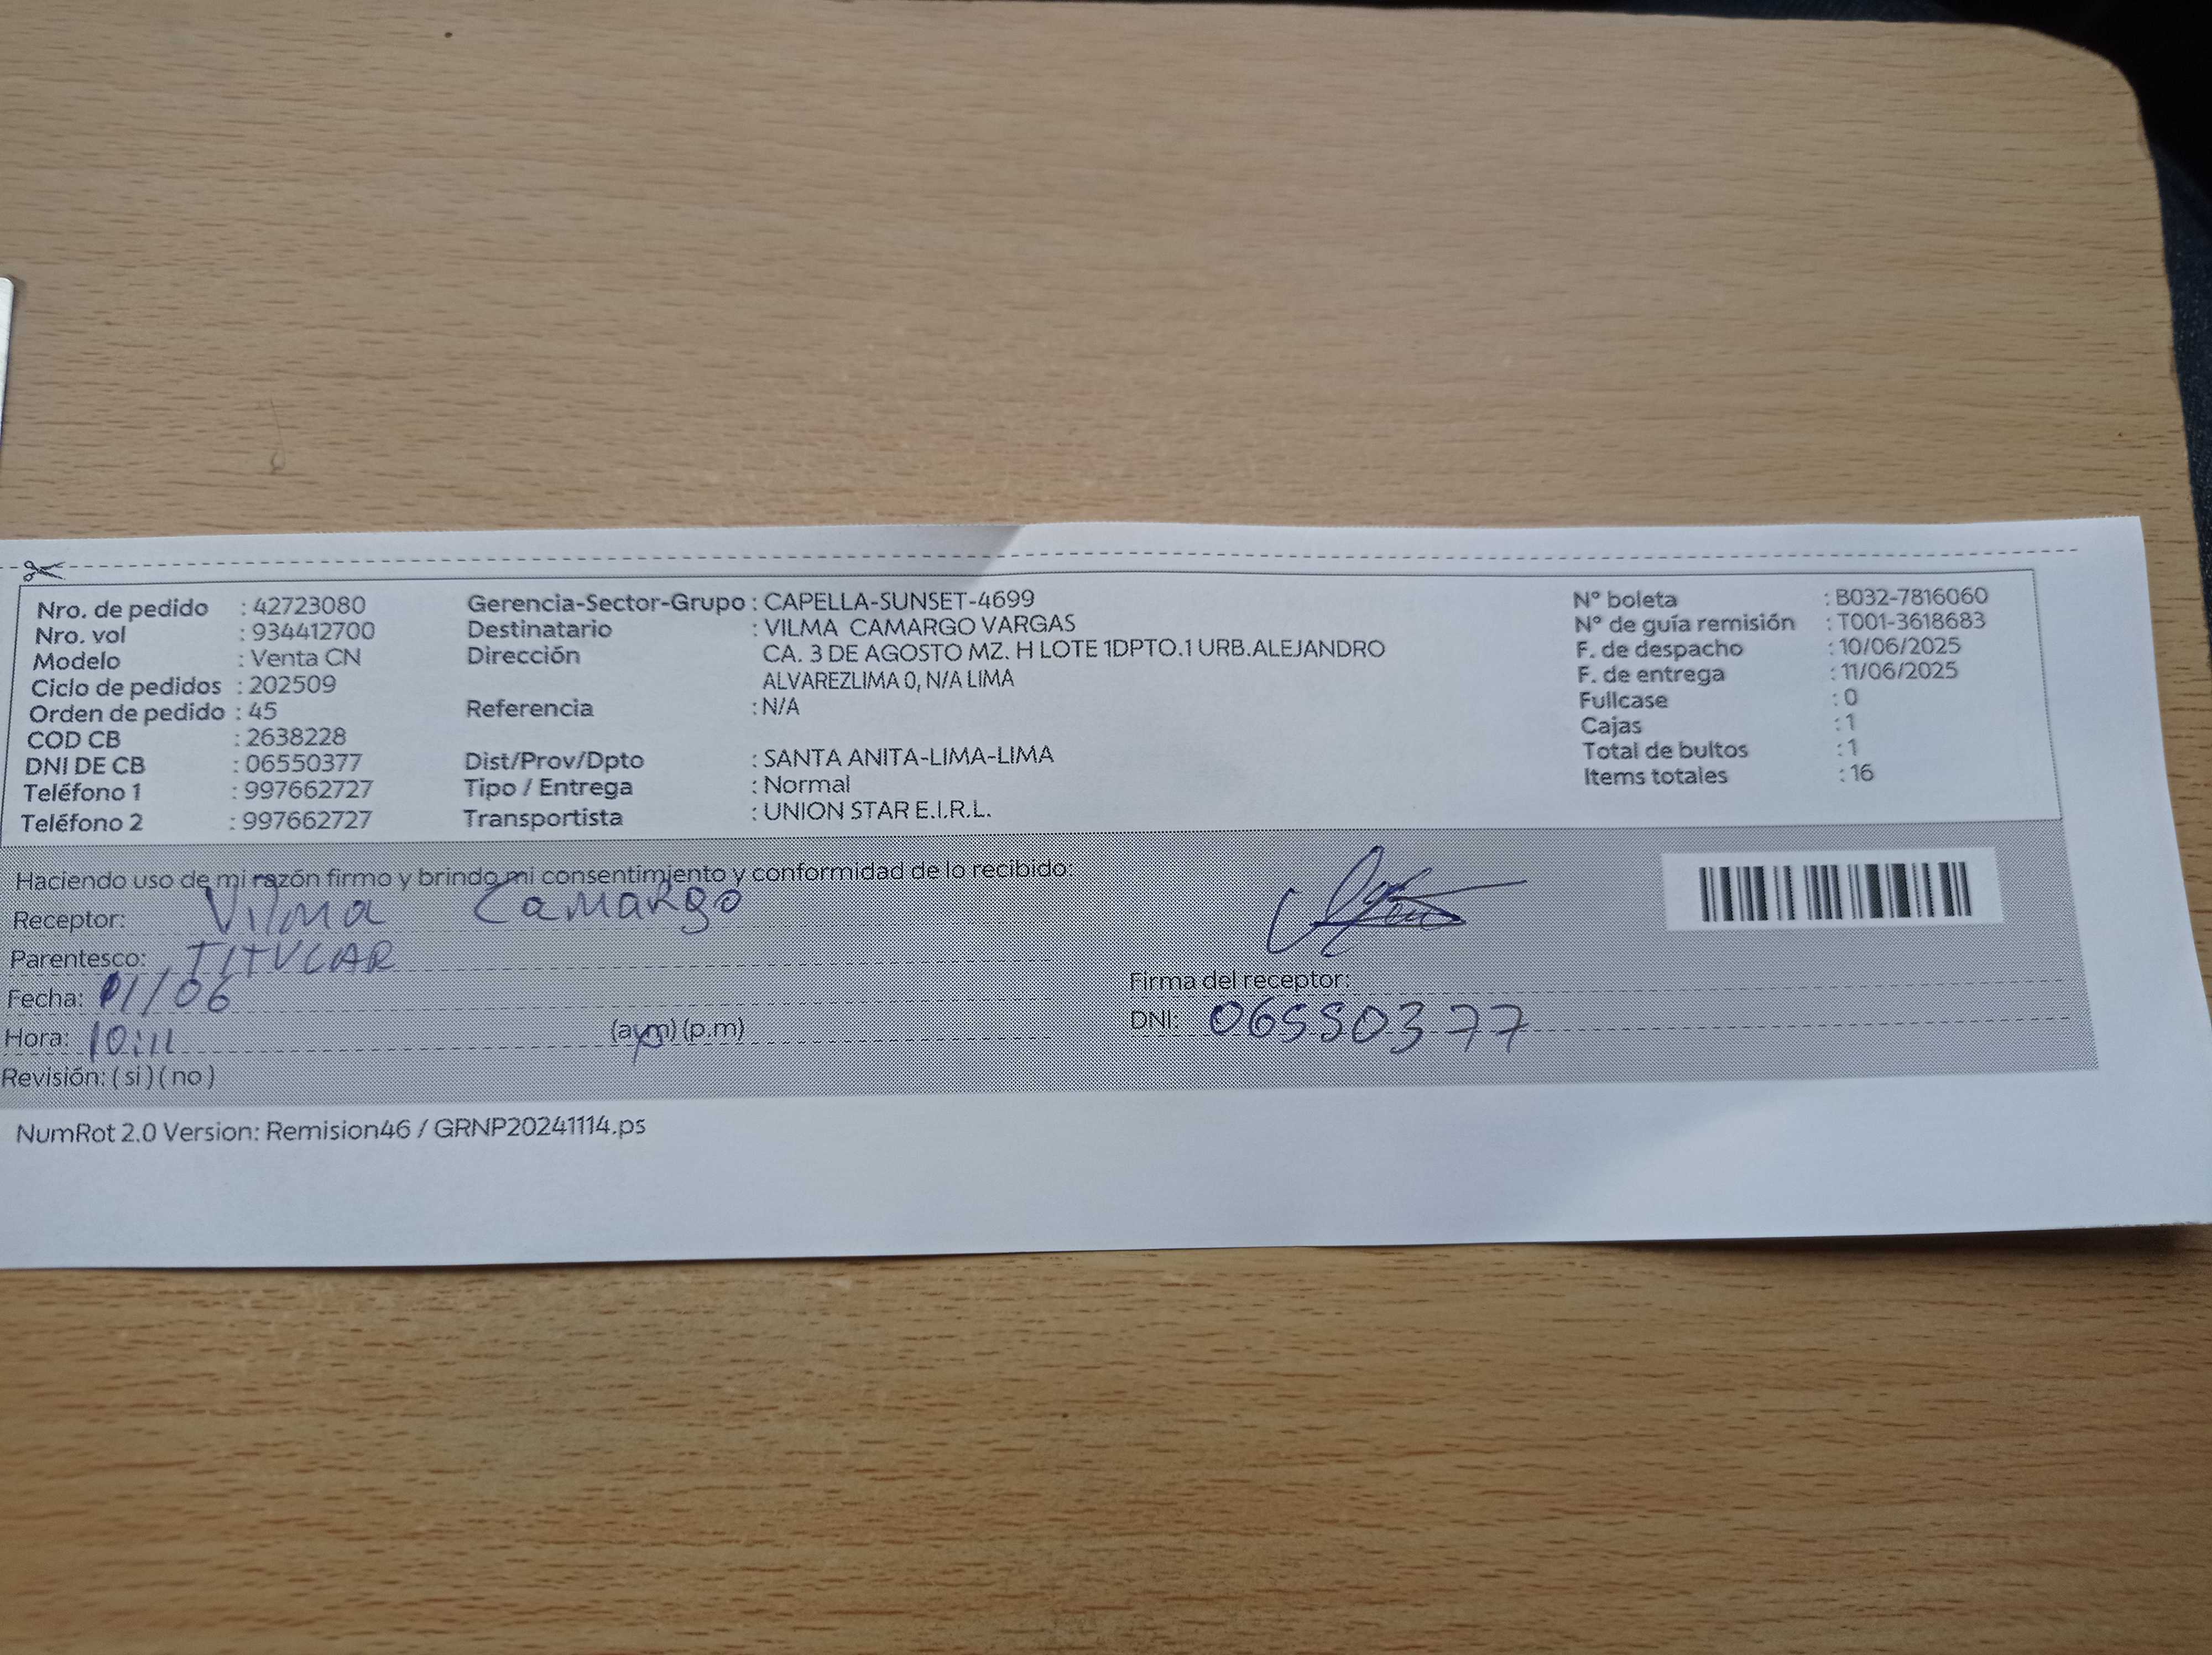 Nro. de pedido : 42723080
Nro. vol : 934412700
Modelo : Venta CN
Ciclo de pedidos : 202509
Orden de pedido : 45
COD CB : 2638228
DNI DE CB : 06550377
Teléfono 1 : 997662727
Teléfono 2 : 997662727
Gerencia-Sector-Grupo : CAPELLA-SUNSET-4699
Destinatario : VILMA CAMARGO VARGAS
Dirección CA. 3 DE AGOSTO MZ. H LOTE 1DPTO.1 URB.ALEJANDRO
ALVAREZLIMA 0, N/A LIMA
Referencia : N/A
Dist/Prov/Dpto : SANTA ANITA-LIMA-LIMA
Tipo / Entrega : Normal
Transportista : UNION STAR E.I.R.L.
N° boleta : B032-7816060
N° de guía remisión : T001-3618683
F. de despacho : 10/06/2025
F. de entrega : 11/06/2025
Fullcase : 0
Cajas : 1
Total de bultos : 1
Items totales : 16
Haciendo uso de mi razón firmo y brindo mi consentimiento y conformidad de lo recibido:
Receptor: Vilma Camargo
Parentesco: TITULAR
Fecha: 11/06
Hora: 10:11 (a.m) (p.m)
Revisión: ( si ) ( no )
Firma del receptor:
DNI: 06550377
NumRot 2.0 Version: Remision46 / GRNP20241114.ps